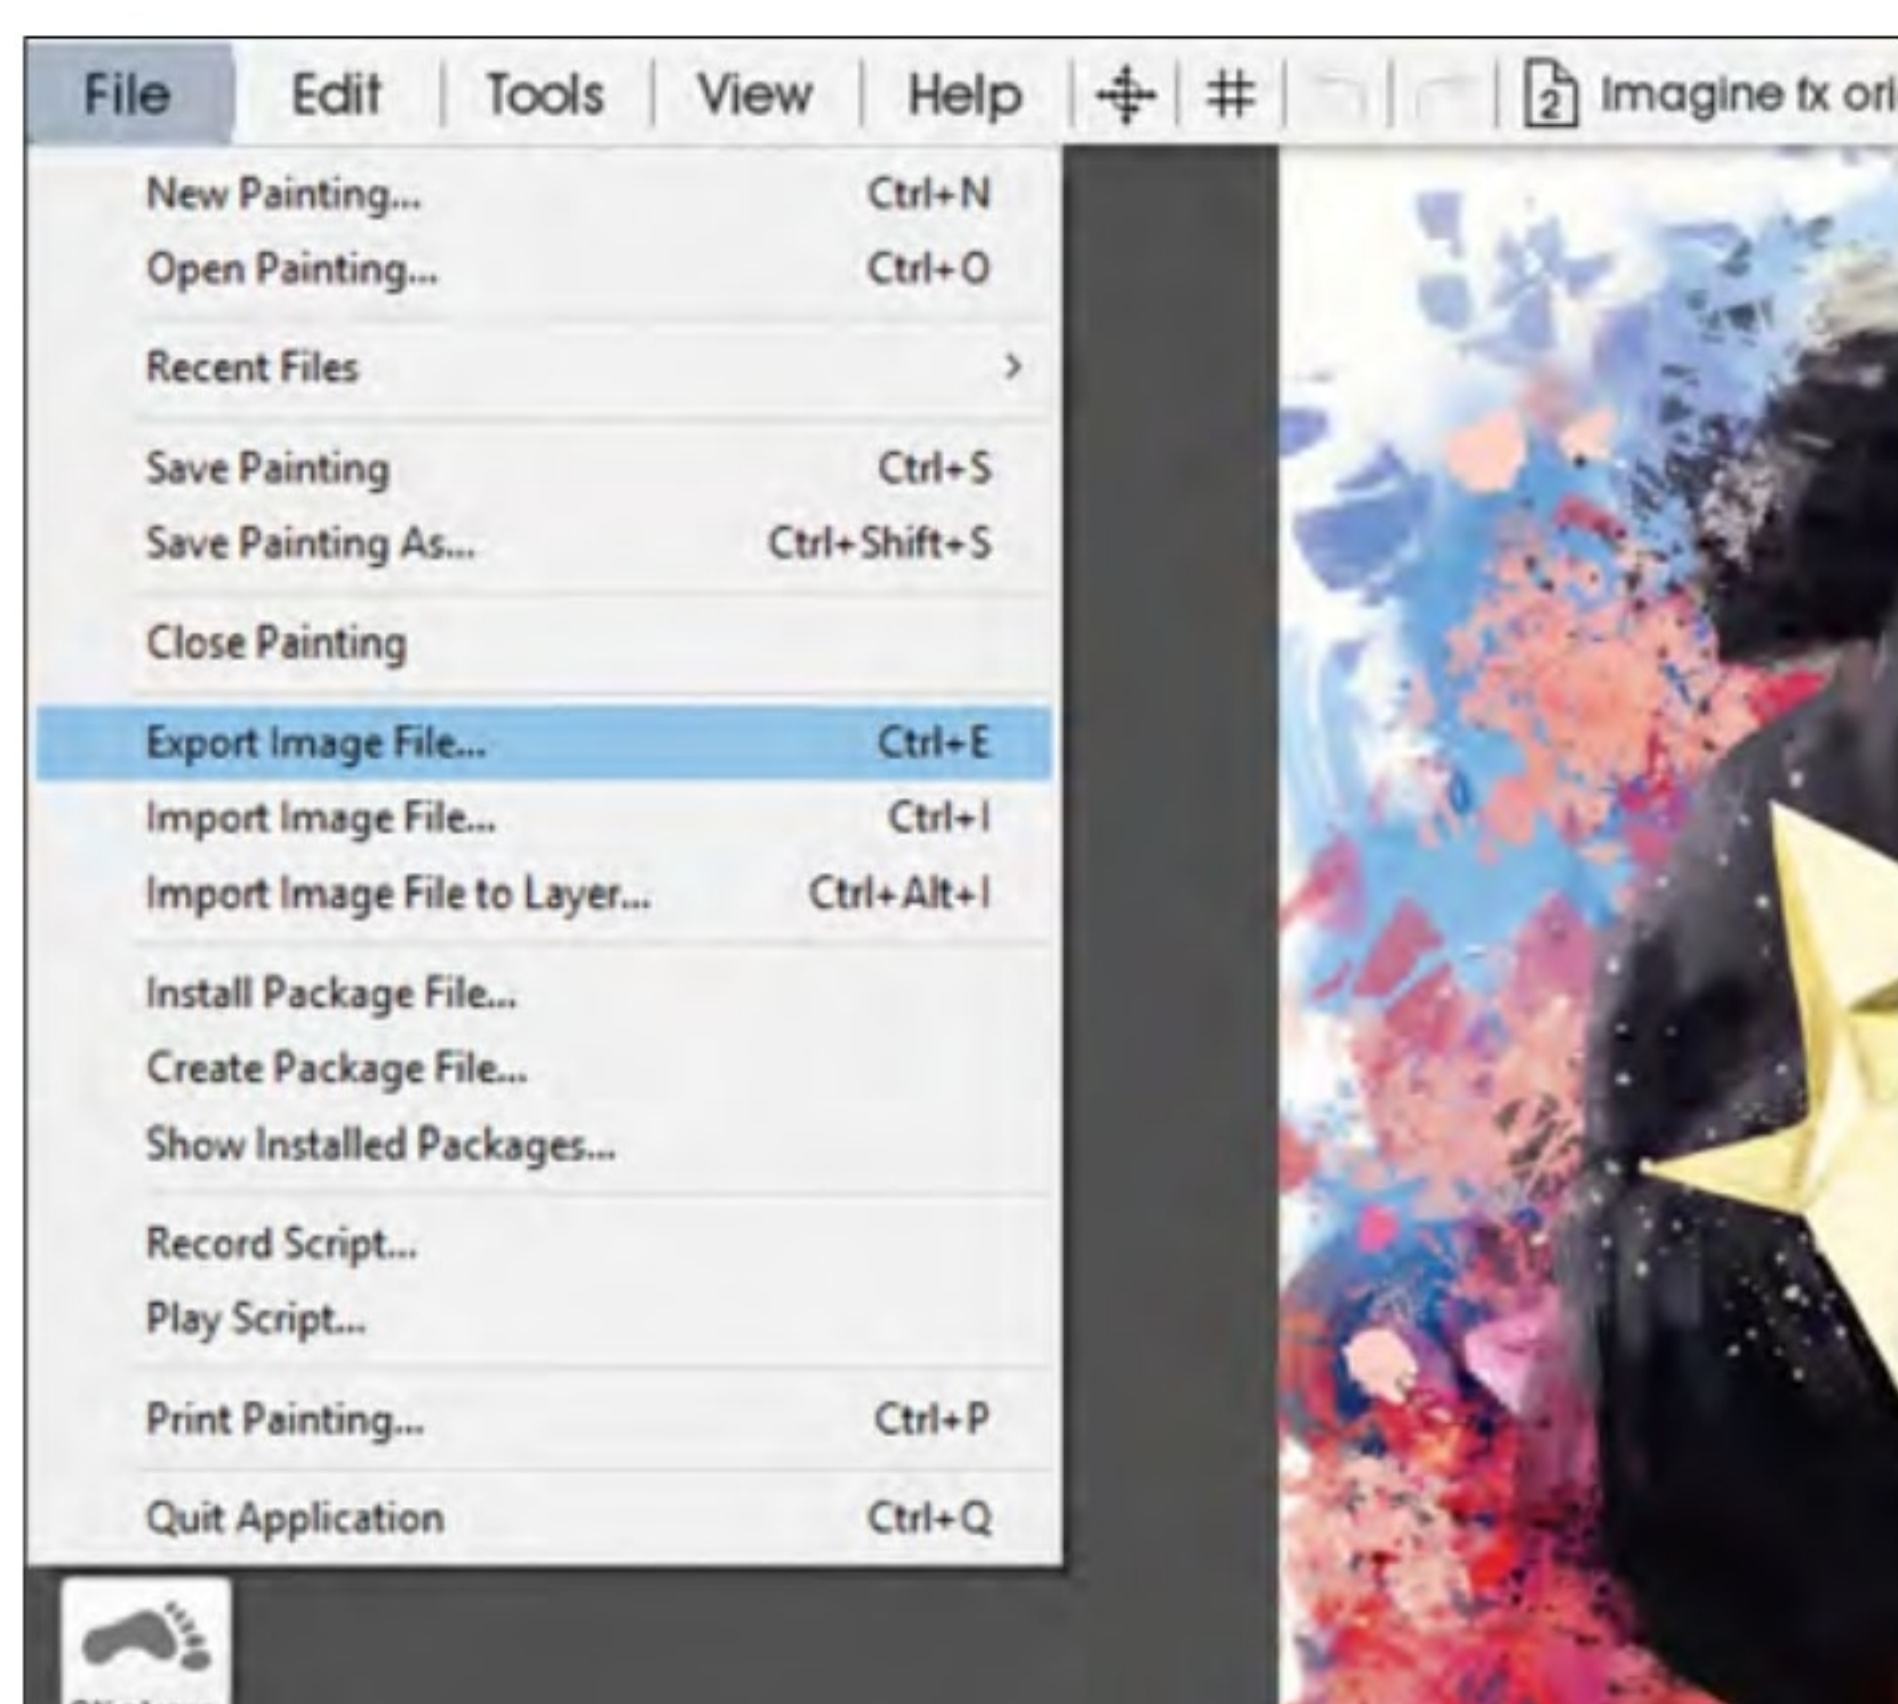 File Edit Tools View Help 2 Imagine fx ori
New Painting... Ctrl+N
Open Painting... Ctrl+O
Recent Files >
Save Painting Ctrl+S
Save Painting As... Ctrl+Shift+S
Close Painting
Export Image File... Ctrl+E
Import Image File... Ctrl+I
Import Image File to Layer... Ctrl+Alt+I
Install Package File...
Create Package File...
Show Installed Packages...
Record Script...
Play Script...
Print Painting... Ctrl+P
Quit Application Ctrl+Q